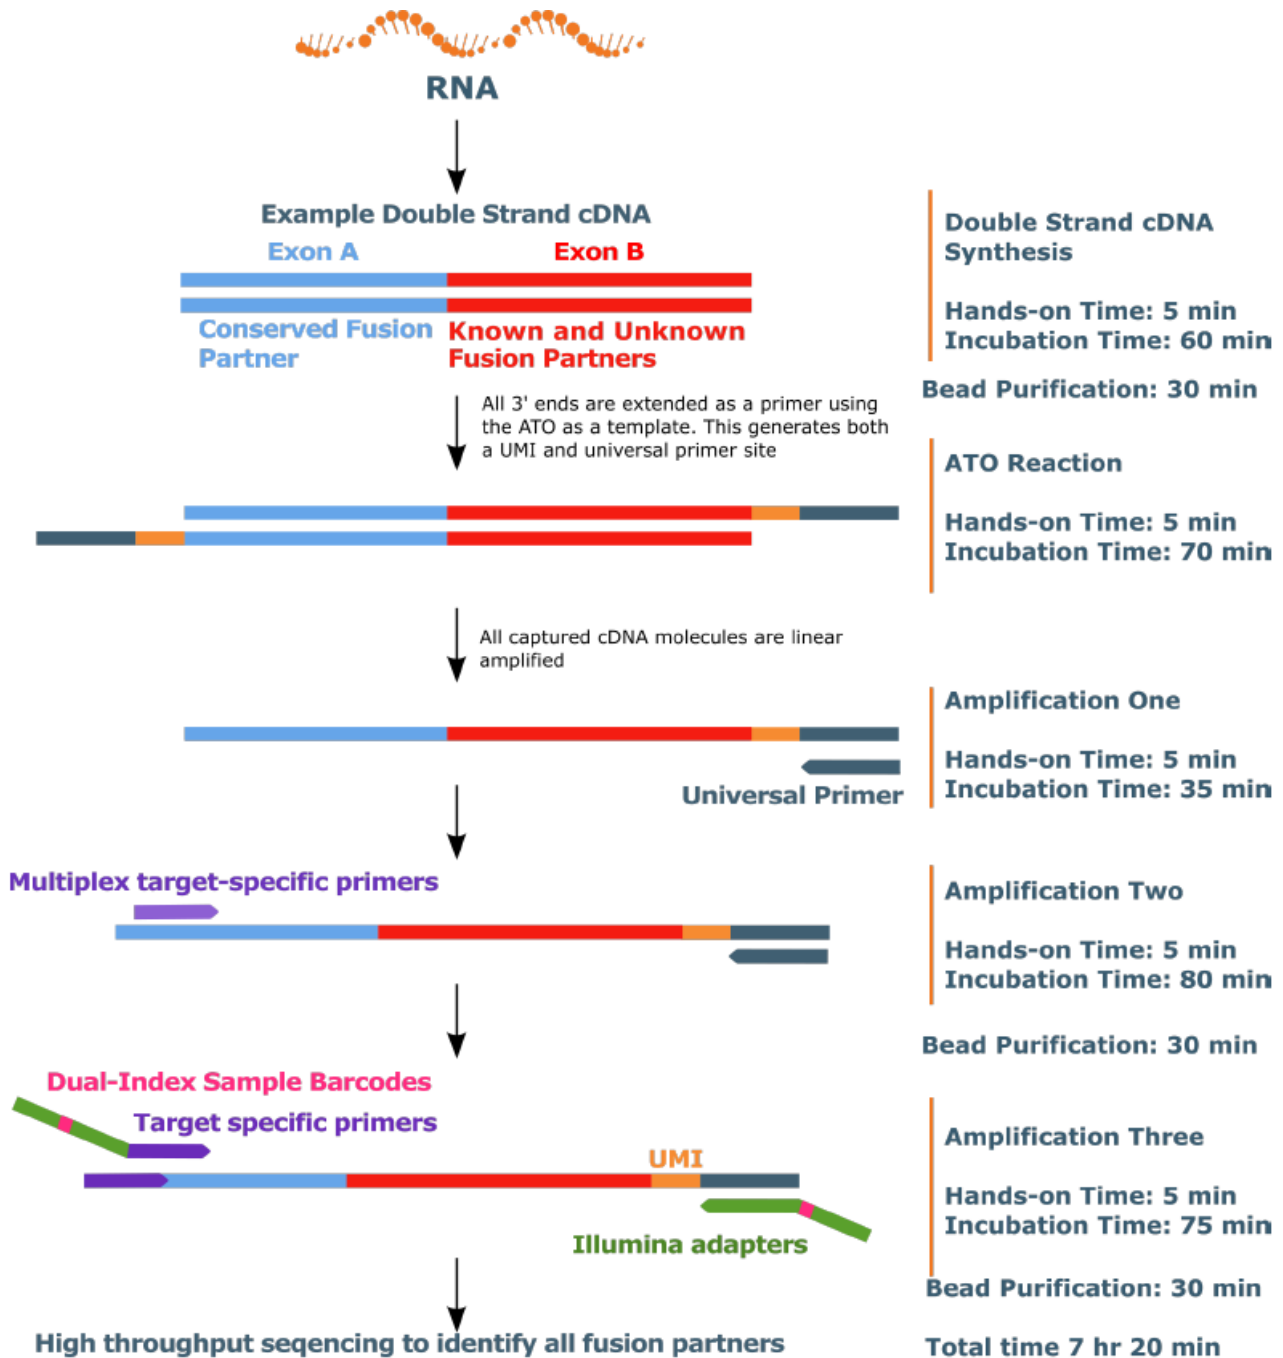 RNA
Example Double Strand cDNA
Exon A
Exon B
Conserved Fusion
Partner
Known and Unknown
Fusion Partners
Double Strand cDNA
Synthesis
Hands-on Time: 5 min
Incubation Time: 60 min
Bead Purification: 30 min
All 3' ends are extended as a primer using
the ATO as a template. This generates both
a UMI and universal primer site
ATO Reaction
Hands-on Time: 5 min
Incubation Time: 70 min
All captured cDNA molecules are linear
amplified
Amplification One
Hands-on Time: 5 min
Incubation Time: 35 min
Universal Primer
Multiplex target-specific primers
Amplification Two
Hands-on Time: 5 min
Incubation Time: 80 min
Bead Purification: 30 min
Dual-Index Sample Barcodes
Target specific primers
UMI
Illumina adapters
Amplification Three
Hands-on Time: 5 min
Incubation Time: 75 min
Bead Purification: 30 min
High throughput seqencing to identify all fusion partners
Total time 7 hr 20 min